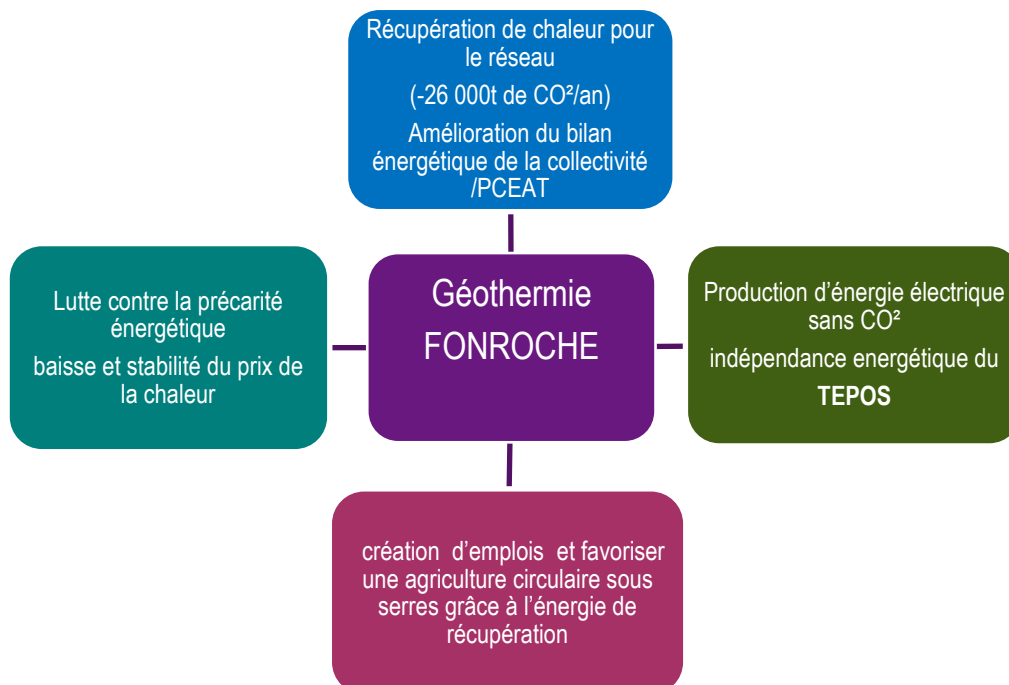 Récupération de chaleur pour
le réseau
(-26 000t de CO²/an)
Amélioration du bilan
énergétique de la collectivité
/PCEAT
Lutte contre la précarité
énergétique
baisse et stabilité du prix de
la chaleur
Géothermie
FONROCHE
Production d’énergie électrique
sans CO²
indépendance energétique du
TEPOS
création d’emplois et favoriser
une agriculture circulaire sous
serres grâce à l’énergie de
récupération